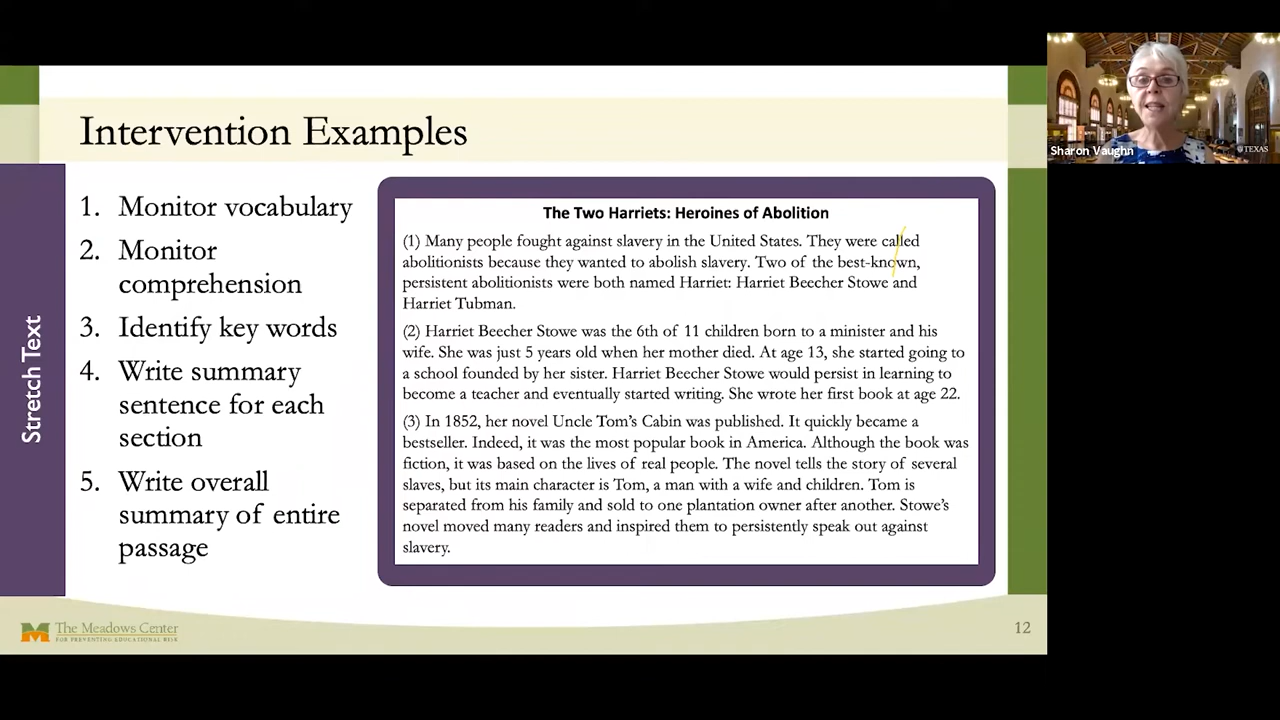 Intervention Examples
Stretch Text
1. Monitor vocabulary
2. Monitor
comprehension
3. Identify key words
4. Write summary
sentence for each
section
5. Write overall
summary of entire
passage
The Two Harriets: Heroines of Abolition
(1) Many people fought against slavery in the United States. They were called
abolitionists because they wanted to abolish slavery. Two of the best-known,
persistent abolitionists were both named Harriet: Harriet Beecher Stowe and
Harriet Tubman.
(2) Harriet Beecher Stowe was the 6th of 11 children born to a minister and his
wife. She was just 5 years old when her mother died. At age 13, she started going to
a school founded by her sister. Harriet Beecher Stowe would persist in learning to
become a teacher and eventually started writing. She wrote her first book at age 22.
(3) In 1852, her novel Uncle Tom's Cabin was published. It quickly became a
bestseller. Indeed, it was the most popular book in America. Although the book was
fiction, it was based on the lives of real people. The novel tells the story of several
slaves, but its main character is Tom, a man with a wife and children. Tom is
separated from his family and sold to one plantation owner after another. Stowe's
novel moved many readers and inspired them to persistently speak out against
slavery.
The Meadows Center
FOR PREVENTING EDUCATIONAL RISK
12
Sharon Vaughn
TEXAS